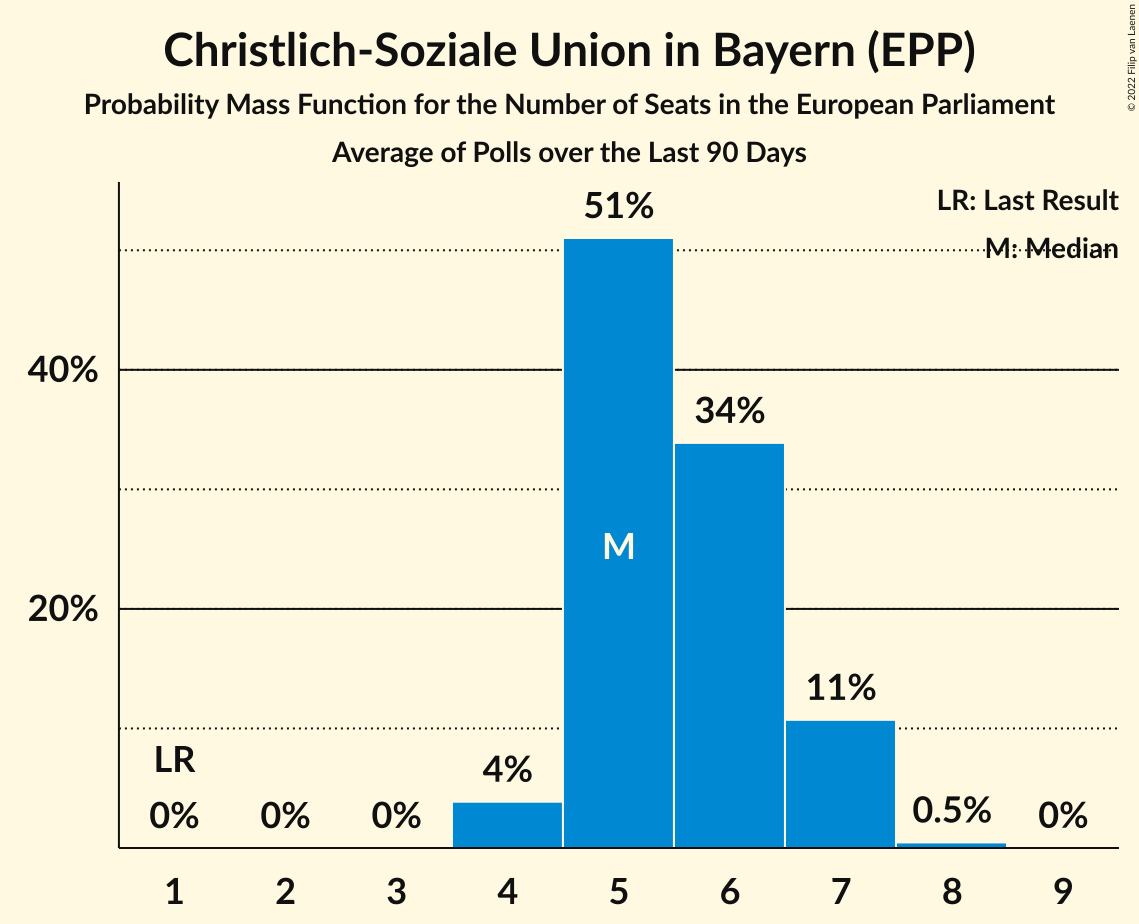 Christlich-Soziale Union in Bayern (EPP)
Probability Mass Function for the Number of Seats in the European Parliament
Average of Polls over the Last 90 Days
© 2022 Filip van Laenen
LR: Last Result
M: Median
51%
40%
34%
M
20%
11%
LR
4%
0% 0% 0% 0.5% 0%
1 2 3 4 5 6 7 8 9